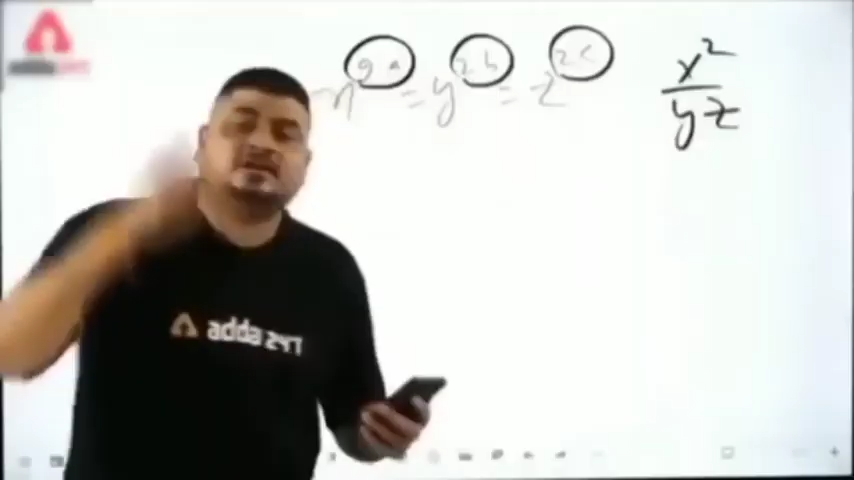 x^2a = y^2b = z^2c
x^2
yz
adda 247